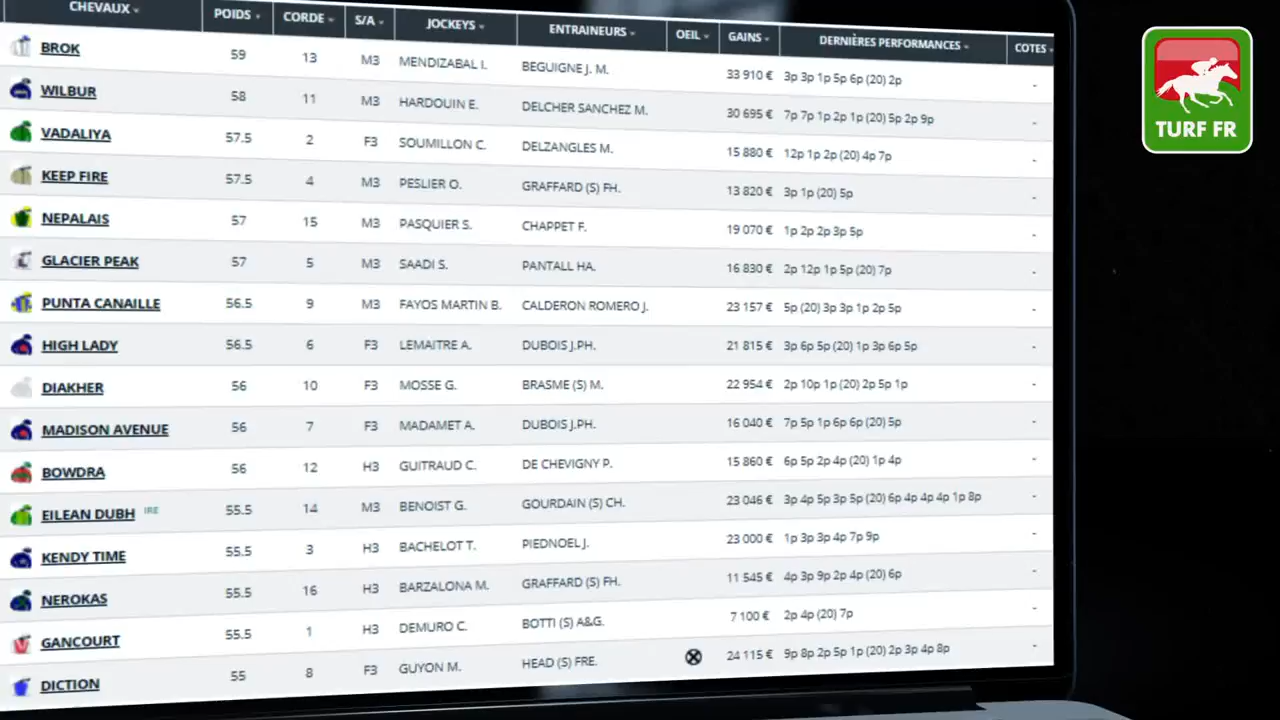 CHEVAUX POIDS CORDE S/A JOCKEYS ENTRAINEURS OEIL GAINS DERNIÈRES PERFORMANCES COTES
BROK 59 13 M3 MENDIZABAL I. BEGUIGNE J. M. 33 910 € 3p 3p 1p 5p 6p (20) 2p -
WILBUR 58 11 M3 HARDOUIN E. DELCHER SANCHEZ M. 30 695 € 7p 7p 1p 2p 1p (20) 5p 2p 9p -
VADALIYA 57.5 2 F3 SOUMILLON C. DELZANGLES M. 15 880 € 12p 1p 2p (20) 4p 7p -
KEEP FIRE 57.5 4 M3 PESLIER O. GRAFFARD (S) FH. 13 820 € 3p 1p (20) 5p -
NEPALAIS 57 15 M3 PASQUIER S. CHAPPET F. 19 070 € 1p 2p 2p 3p 5p -
GLACIER PEAK 57 5 M3 SAADI S. PANTALL HA. 16 830 € 2p 12p 1p 5p (20) 7p -
PUNTA CANAILLE 56.5 9 M3 FAYOS MARTIN B. CALDERON ROMERO J. 23 157 € 5p (20) 3p 3p 1p 2p 5p -
HIGH LADY 56.5 6 F3 LEMAITRE A. DUBOIS J.PH. 21 815 € 3p 6p 5p (20) 1p 3p 6p 5p -
DIAKHER 56 10 F3 MOSSE G. BRASME (S) M. 22 954 € 2p 10p 1p (20) 2p 5p 1p -
MADISON AVENUE 56 7 F3 MADAMET A. DUBOIS J.PH. 16 040 € 7p 5p 1p 6p 6p (20) 5p -
BOWDRA 56 12 H3 GUITRAUD C. DE CHEVIGNY P. 15 860 € 6p 5p 2p 4p (20) 1p 4p -
EILEAN DUBH IRE 55.5 14 M3 BENOIST G. GOURDAIN (S) CH. 23 046 € 3p 4p 5p 3p 5p (20) 6p 4p 4p 4p 1p 8p -
KENDY TIME 55.5 3 H3 BACHELOT T. PIEDNOEL J. 23 000 € 1p 3p 3p 4p 7p 9p -
NEROKAS 55.5 16 H3 BARZALONA M. GRAFFARD (S) FH. 11 545 € 4p 3p 9p 2p 4p (20) 6p -
GANCOURT 55.5 1 H3 DEMURO C. BOTTI (S) A&G. 7 100 € 2p 4p (20) 7p -
DICTION 55 8 F3 GUYON M. HEAD (S) FRE. 24 115 € 9p 8p 2p 5p 1p (20) 2p 3p 4p 8p -
TURF FR